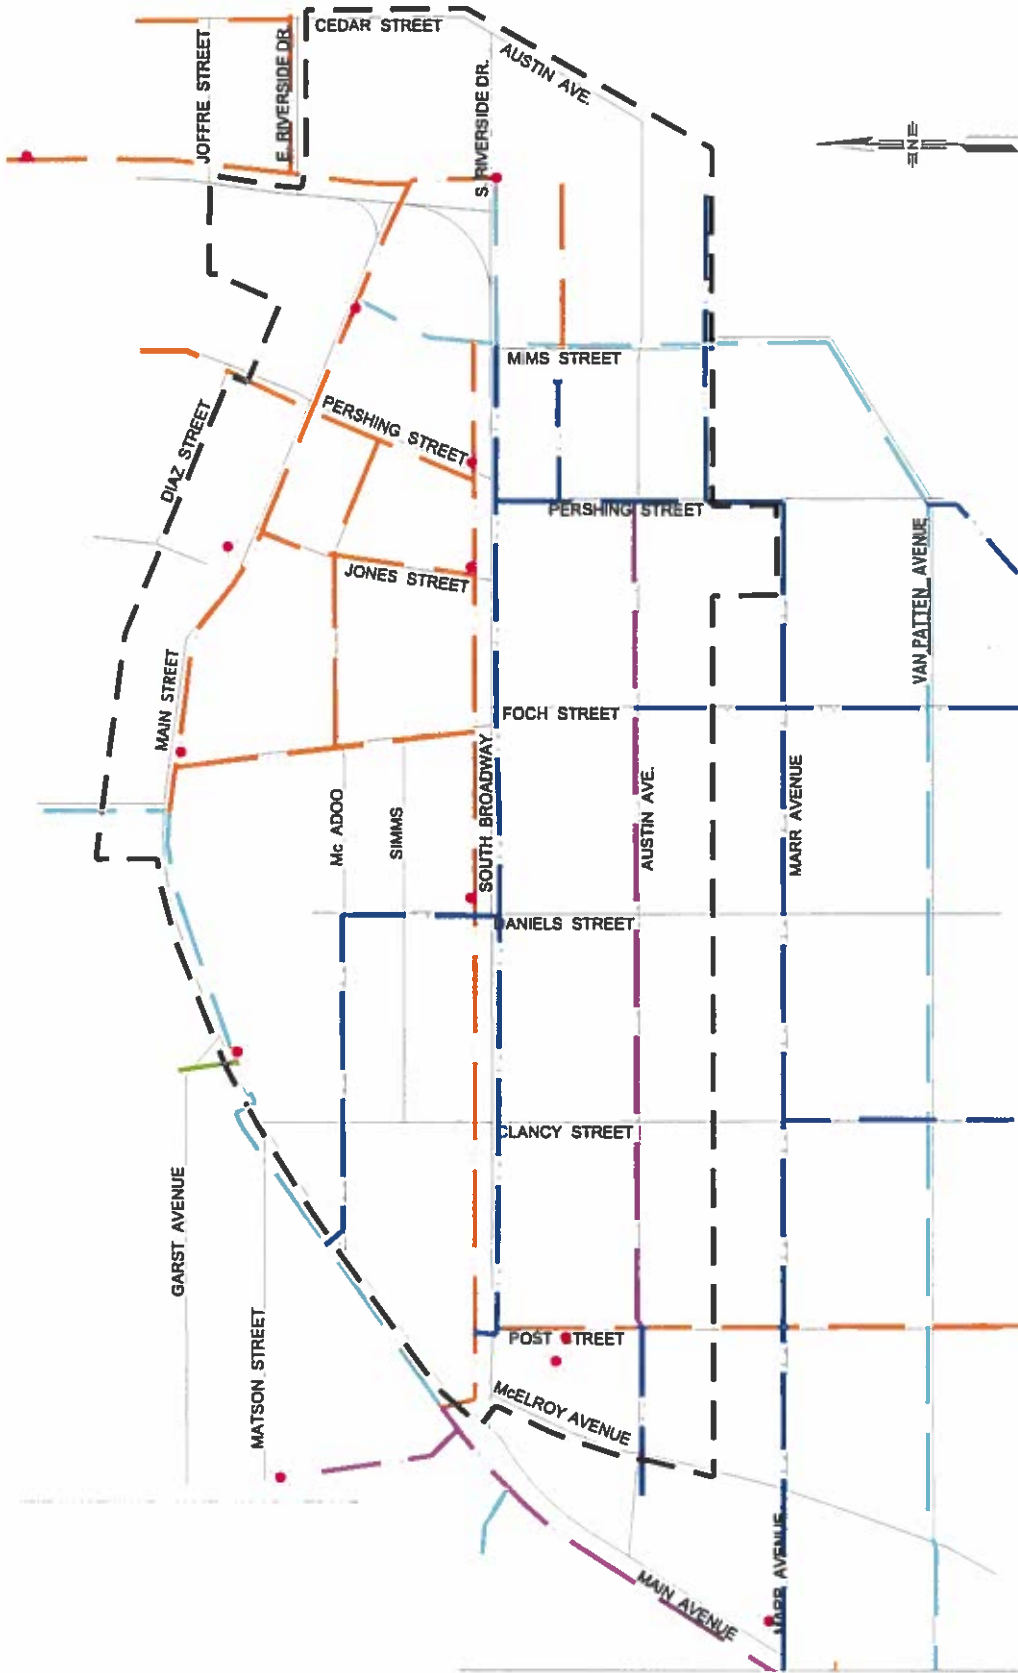 CEDAR STREET
JOFFRE STREET
E. RIVERSIDE DR.
S. RIVERSIDE DR.
AUSTIN AVE.
N
MIMS STREET
PERSHING STREET
DIAZ STREET
PERSHING STREET
VAN PATTEN AVENUE
JONES STREET
MAIN STREET
FOCH STREET
SOUTH BROADWAY
Mc ADOO
SIMMS
AUSTIN AVE.
MARR AVENUE
DANIELS STREET
CLANCY STREET
GARST AVENUE
MATSON STREET
POST STREET
McELROY AVENUE
MAIN AVENUE
MARR AVENUE